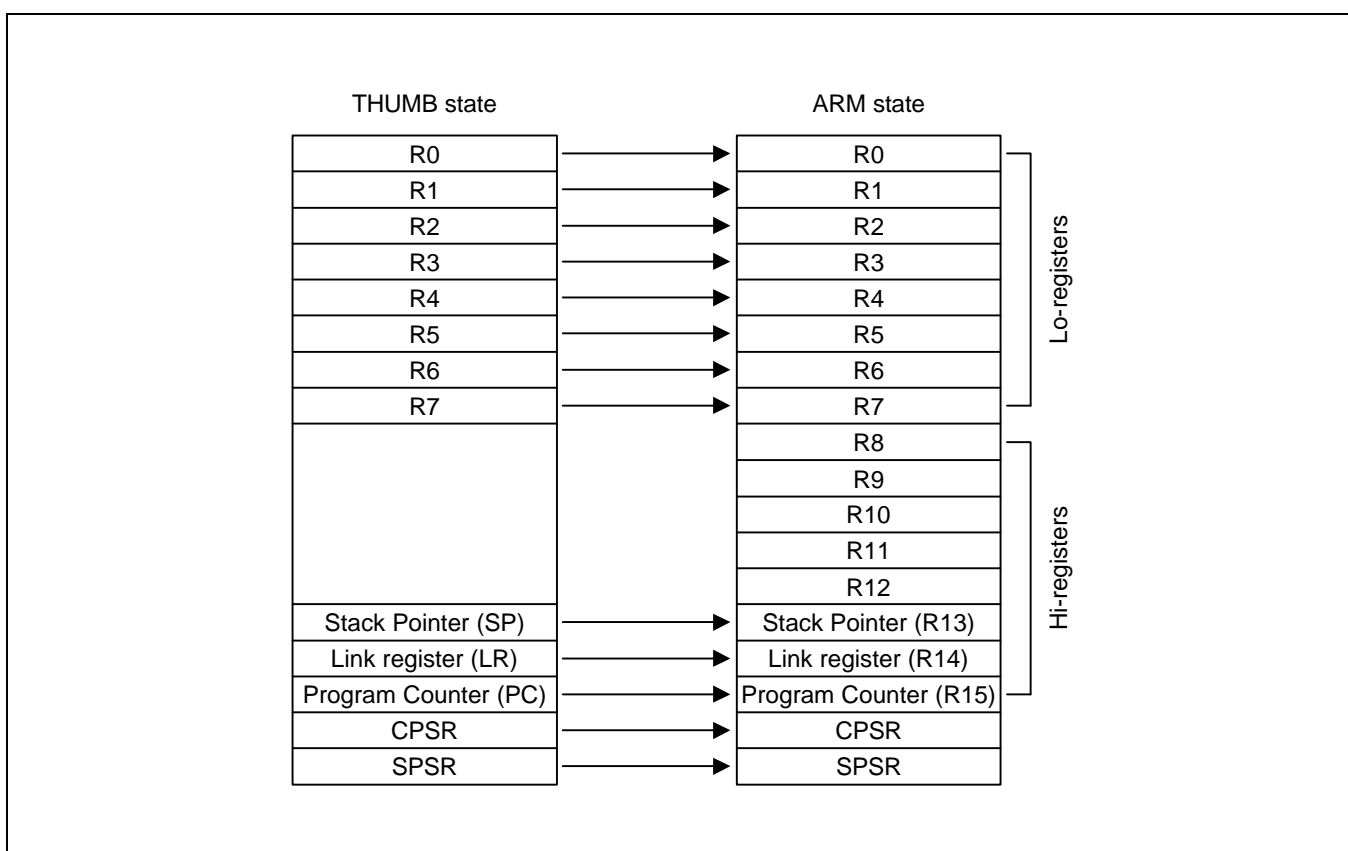 THUMB state ARM state
R0 R0
R1 R1
R2 R2
R3 R3
R4 R4
R5 R5
R6 R6
R7 R7
R8
R9
R10
R11
R12
Stack Pointer (SP) Stack Pointer (R13)
Link register (LR) Link register (R14)
Program Counter (PC) Program Counter (R15)
CPSR CPSR
SPSR SPSR
Lo-registers
Hi-registers